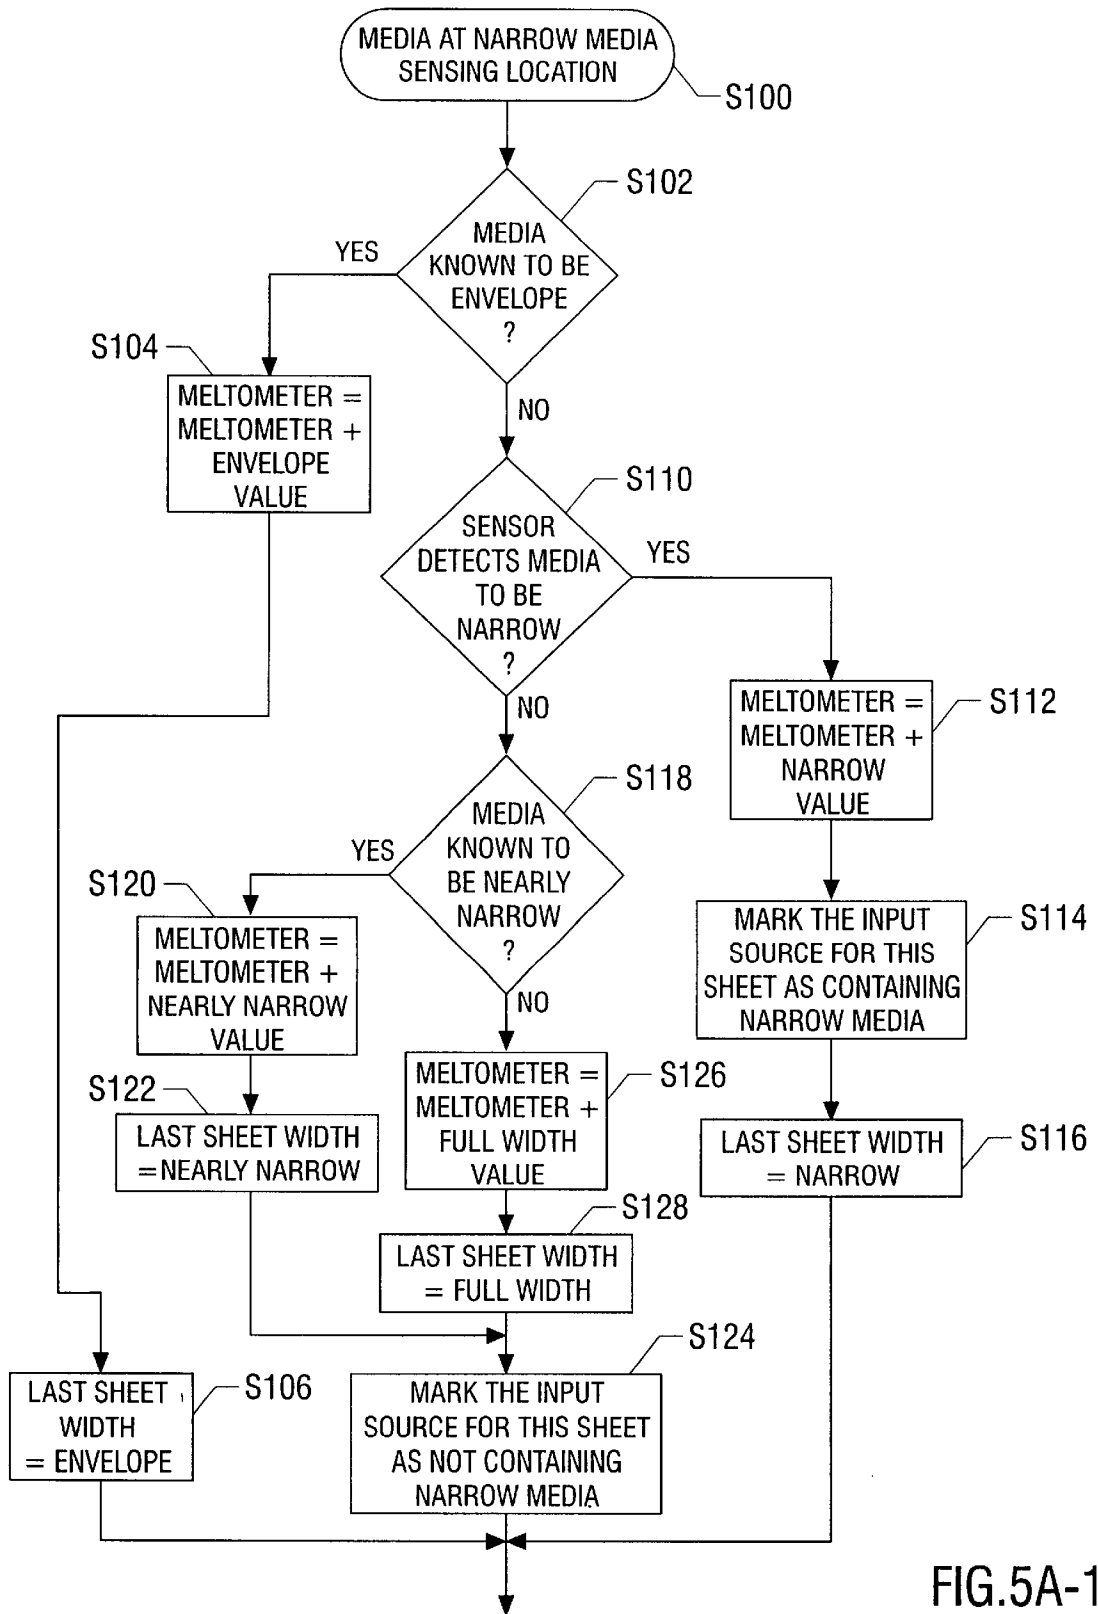 MEDIA AT NARROW MEDIA
SENSING LOCATION
S100
S102
MEDIA
KNOWN TO BE
ENVELOPE
?
YES
NO
S104
MELTOMETER =
MELTOMETER +
ENVELOPE
VALUE
S110
SENSOR
DETECTS MEDIA
TO BE
NARROW
?
YES
NO
S112
MELTOMETER =
MELTOMETER +
NARROW
VALUE
S118
MEDIA
KNOWN TO
BE NEARLY
NARROW
?
YES
NO
S114
MARK THE INPUT
SOURCE FOR THIS
SHEET AS CONTAINING
NARROW MEDIA
S120
MELTOMETER =
MELTOMETER +
NEARLY NARROW
VALUE
S126
MELTOMETER =
MELTOMETER +
FULL WIDTH
VALUE
S122
LAST SHEET WIDTH
=NEARLY NARROW
S116
LAST SHEET WIDTH
= NARROW
S128
LAST SHEET WIDTH
= FULL WIDTH
S124
MARK THE INPUT
SOURCE FOR THIS SHEET
AS NOT CONTAINING
NARROW MEDIA
S106
LAST SHEET
WIDTH
= ENVELOPE
FIG.5A-1